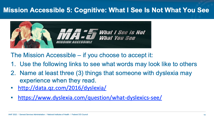 Mission Accessible 5: Cognitive: What I See Is Not What You See
MA:5
MISSION ACCESSIBLE
What I See Is Not
What You See
The Mission Accessible – If you choose to accept it:
1. Use the following links to see what words may look like to others
2. Name at least three (3) things that someone with dyslexia may
experience when they read.
• http://data.qz.com/2016/dyslexia/
• https://www.dyslexia.com/question/what-dyslexics-see/